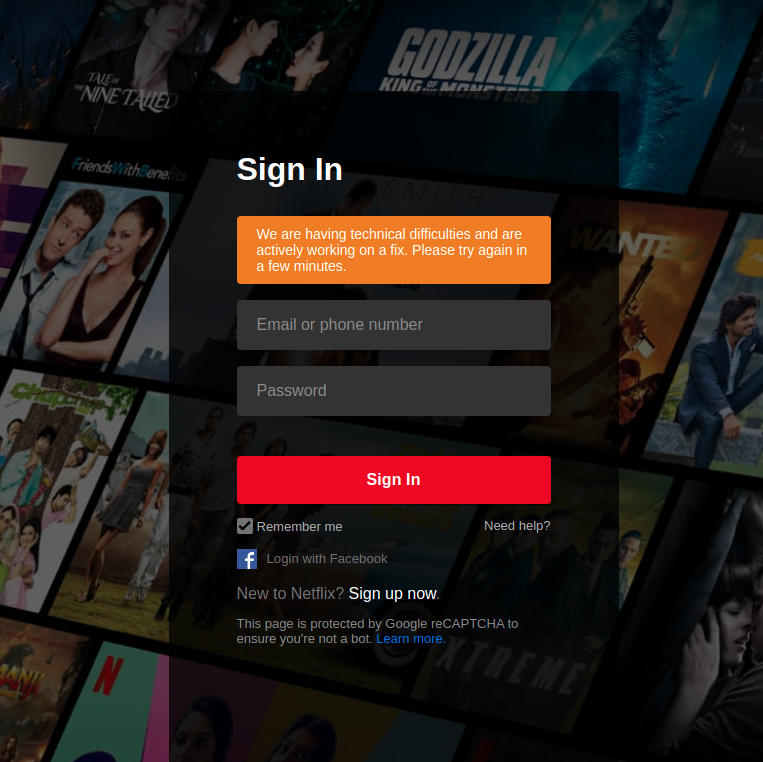 GODZILLA
KING OF THE MONSTERS
TALE OF
THE NINE TAILED
FriendsWithBenefits
SMITH
WANTED
Sign In
We are having technical difficulties and are
actively working on a fix. Please try again in
a few minutes.
Email or phone number
Password
Sign In
Remember me
Need help?
Login with Facebook
New to Netflix? Sign up now.
This page is protected by Google reCAPTCHA to
ensure you're not a bot. Learn more.
XTREME
N